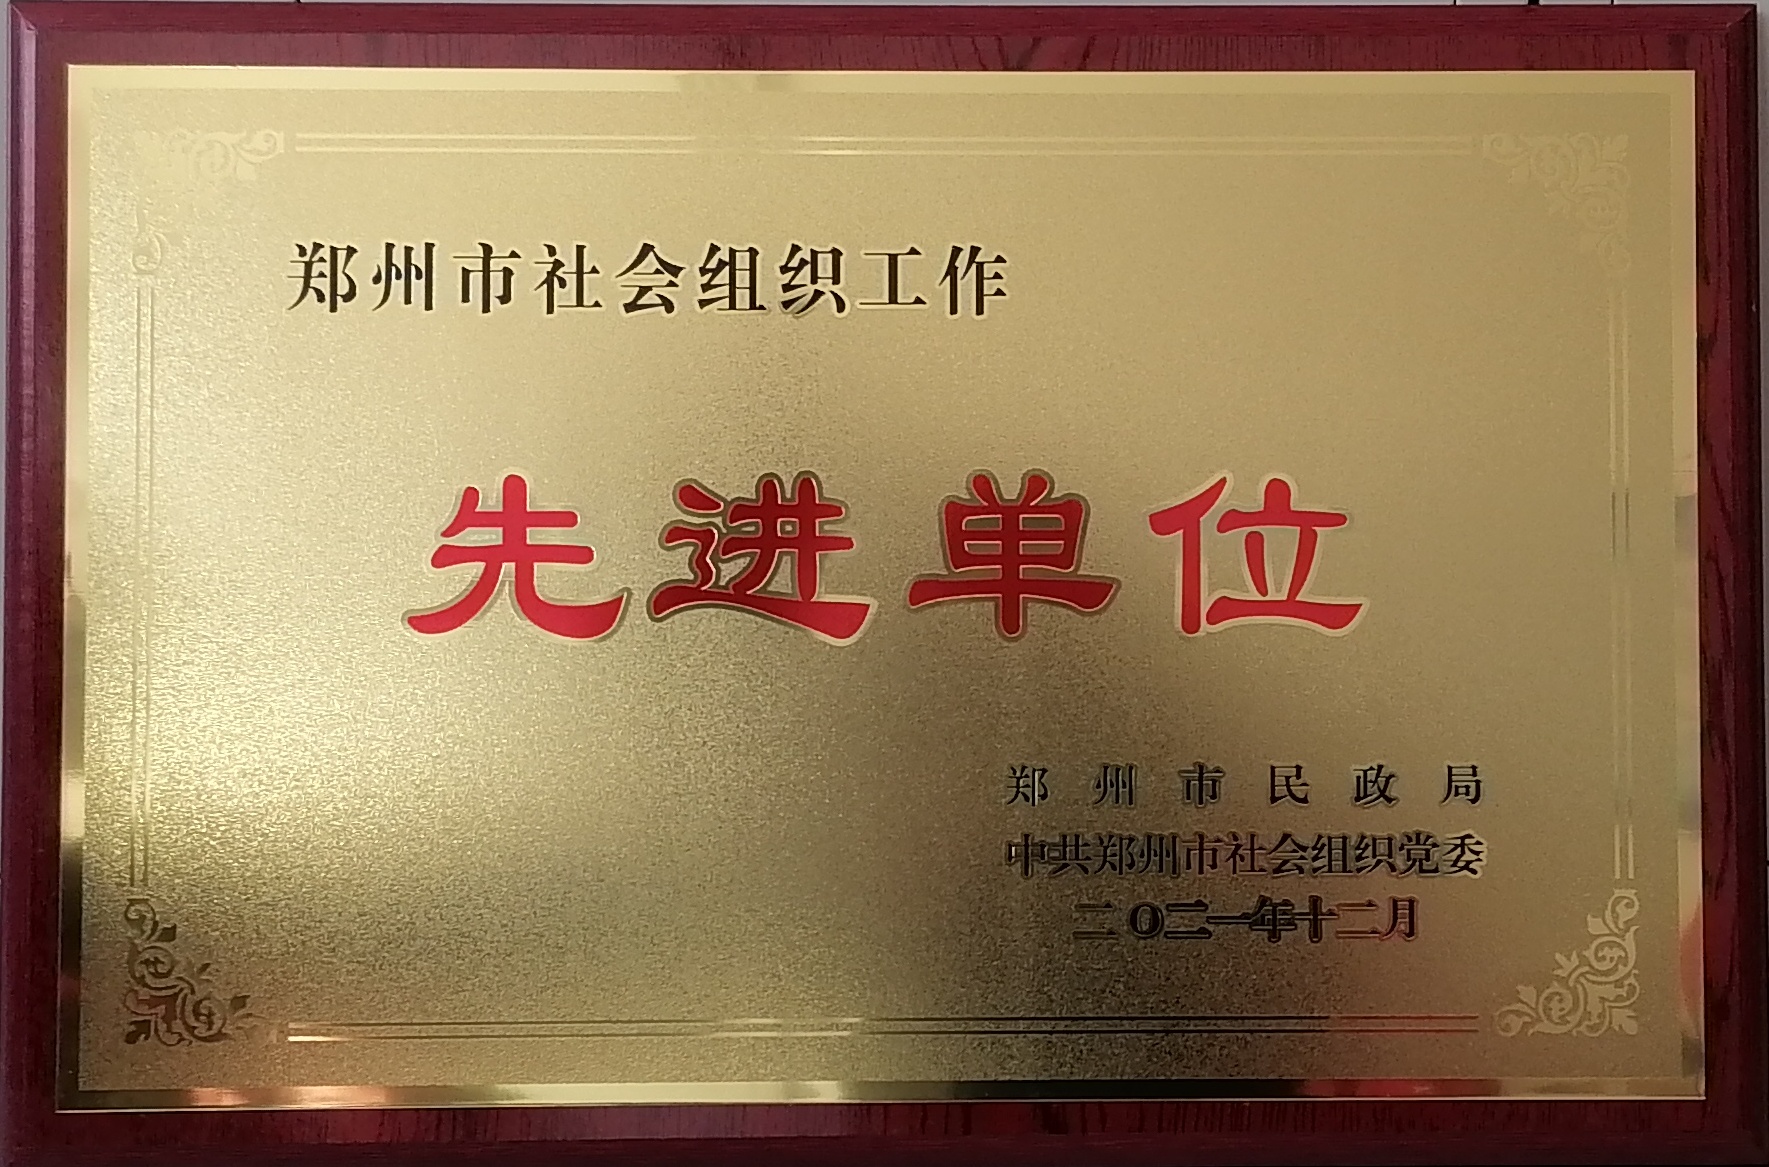 郑州市社会组织工作
先进单位
郑州市民政局
中共郑州市社会组织党委
二〇二一年十二月